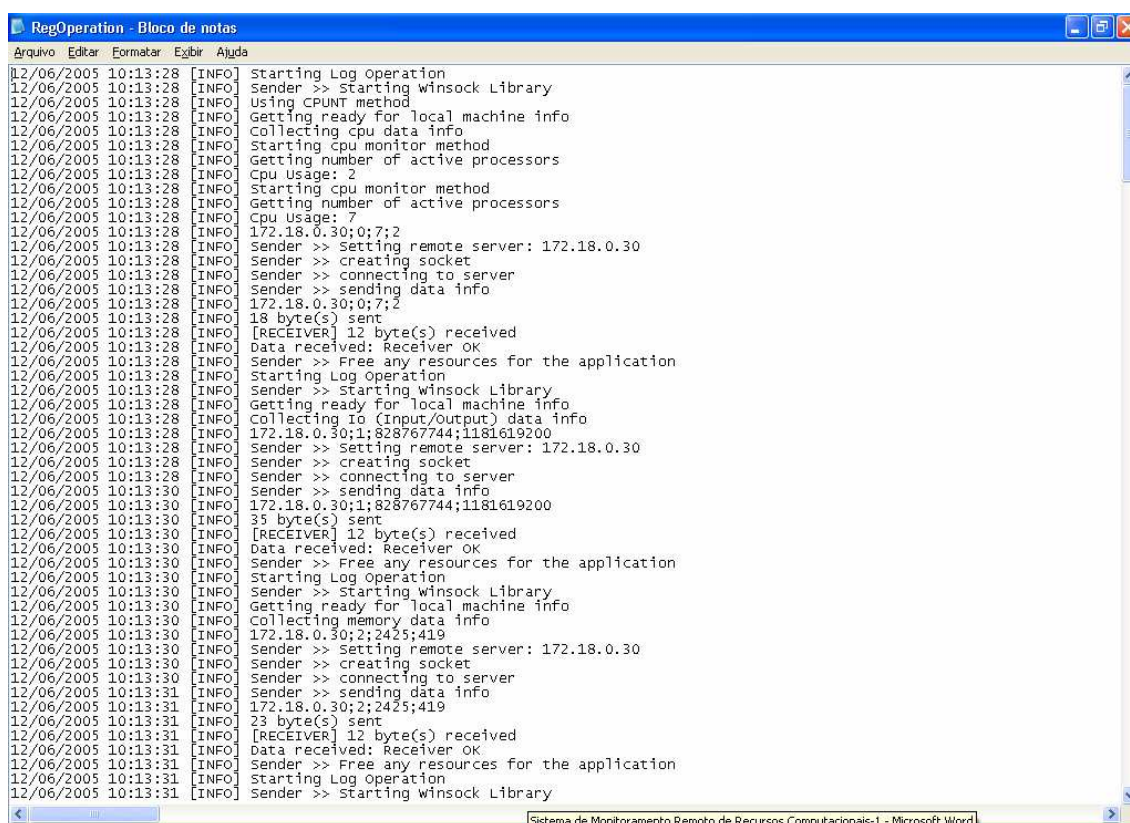 RegOperation - Bloco de notas
Arquivo Editar Formatar Exibir Ajuda
12/06/2005 10:13:28 [INFO] Starting Log Operation
12/06/2005 10:13:28 [INFO] Sender >> Starting Winsock Library
12/06/2005 10:13:28 [INFO] Using CPUNT method
12/06/2005 10:13:28 [INFO] Getting ready for local machine info
12/06/2005 10:13:28 [INFO] Collecting cpu data info
12/06/2005 10:13:28 [INFO] Starting cpu monitor method
12/06/2005 10:13:28 [INFO] Getting number of active processors
12/06/2005 10:13:28 [INFO] Cpu Usage: 2
12/06/2005 10:13:28 [INFO] Starting cpu monitor method
12/06/2005 10:13:28 [INFO] Getting number of active processors
12/06/2005 10:13:28 [INFO] Cpu Usage: 7
12/06/2005 10:13:28 [INFO] 172.18.0.30;0;7;2
12/06/2005 10:13:28 [INFO] Sender >> Setting remote server: 172.18.0.30
12/06/2005 10:13:28 [INFO] Sender >> creating socket
12/06/2005 10:13:28 [INFO] Sender >> connecting to server
12/06/2005 10:13:28 [INFO] Sender >> sending data info
12/06/2005 10:13:28 [INFO] 172.18.0.30;0;7;2
12/06/2005 10:13:28 [INFO] 18 byte(s) sent
12/06/2005 10:13:28 [INFO] [RECEIVER] 12 byte(s) received
12/06/2005 10:13:28 [INFO] Data received: Receiver OK
12/06/2005 10:13:28 [INFO] Sender >> Free any resources for the application
12/06/2005 10:13:28 [INFO] Starting Log Operation
12/06/2005 10:13:28 [INFO] Sender >> Starting Winsock Library
12/06/2005 10:13:28 [INFO] Getting ready for local machine info
12/06/2005 10:13:28 [INFO] Collecting Io (Input/Output) data info
12/06/2005 10:13:28 [INFO] 172.18.0.30;1;828767744;1181619200
12/06/2005 10:13:28 [INFO] Sender >> Setting remote server: 172.18.0.30
12/06/2005 10:13:28 [INFO] Sender >> creating socket
12/06/2005 10:13:28 [INFO] Sender >> connecting to server
12/06/2005 10:13:30 [INFO] Sender >> sending data info
12/06/2005 10:13:30 [INFO] 172.18.0.30;1;828767744;1181619200
12/06/2005 10:13:30 [INFO] 35 byte(s) sent
12/06/2005 10:13:30 [INFO] [RECEIVER] 12 byte(s) received
12/06/2005 10:13:30 [INFO] Data received: Receiver OK
12/06/2005 10:13:30 [INFO] Sender >> Free any resources for the application
12/06/2005 10:13:30 [INFO] Starting Log Operation
12/06/2005 10:13:30 [INFO] Sender >> Starting Winsock Library
12/06/2005 10:13:30 [INFO] Getting ready for local machine info
12/06/2005 10:13:30 [INFO] Collecting memory data info
12/06/2005 10:13:30 [INFO] 172.18.0.30;2;2425;419
12/06/2005 10:13:30 [INFO] Sender >> Setting remote server: 172.18.0.30
12/06/2005 10:13:30 [INFO] Sender >> creating socket
12/06/2005 10:13:30 [INFO] Sender >> connecting to server
12/06/2005 10:13:31 [INFO] Sender >> sending data info
12/06/2005 10:13:31 [INFO] 172.18.0.30;2;2425;419
12/06/2005 10:13:31 [INFO] 23 byte(s) sent
12/06/2005 10:13:31 [INFO] [RECEIVER] 12 byte(s) received
12/06/2005 10:13:31 [INFO] Data received: Receiver OK
12/06/2005 10:13:31 [INFO] Sender >> Free any resources for the application
12/06/2005 10:13:31 [INFO] Starting Log Operation
12/06/2005 10:13:31 [INFO] Sender >> Starting Winsock Library
Sistema de Monitoramento Remoto de Recursos Computacionais-1 - Microsoft Word